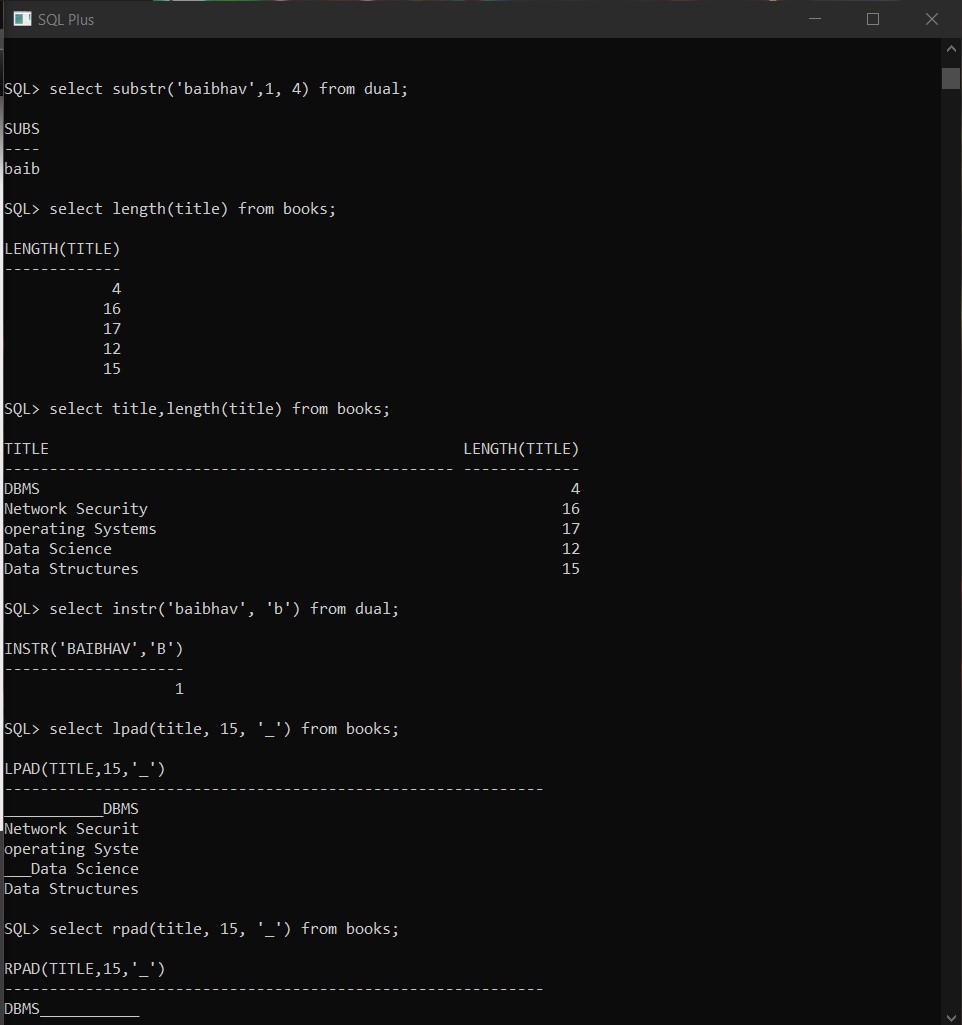 SQL Plus
SQL> select substr('baibhav',1, 4) from dual;
SUBS
----
baib
SQL> select length(title) from books;
LENGTH(TITLE)
-------------
            4
           16
           17
           12
           15
SQL> select title,length(title) from books;
TITLE                                              LENGTH(TITLE)
-------------------------------------------------- -------------
DBMS                                                           4
Network Security                                              16
operating Systems                                             17
Data Science                                                  12
Data Structures                                               15
SQL> select instr('baibhav', 'b') from dual;
INSTR('BAIBHAV','B')
--------------------
                   1
SQL> select lpad(title, 15, '_') from books;
LPAD(TITLE,15,'_')
------------------------------------------------------------
___________DBMS
Network Securit
operating Syste
___Data Science
Data Structures
SQL> select rpad(title, 15, '_') from books;
RPAD(TITLE,15,'_')
------------------------------------------------------------
DBMS___________